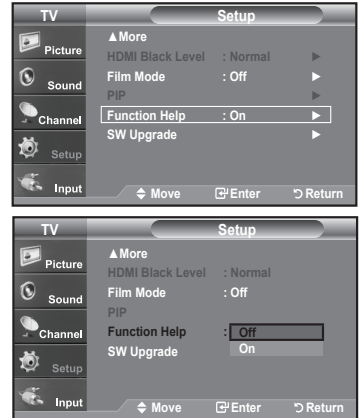 TV Setup
▲More
Picture
HDMI Black Level : Normal ►
Film Mode : Off ►
Sound
PIP ►
Channel
Function Help : On ►
SW Upgrade ►
Setup
Input
Move Enter Return
TV Setup
▲More
Picture
HDMI Black Level : Normal
Film Mode : Off
Sound
PIP
Channel
Function Help : Off
SW Upgrade On
Setup
Input
Move Enter Return